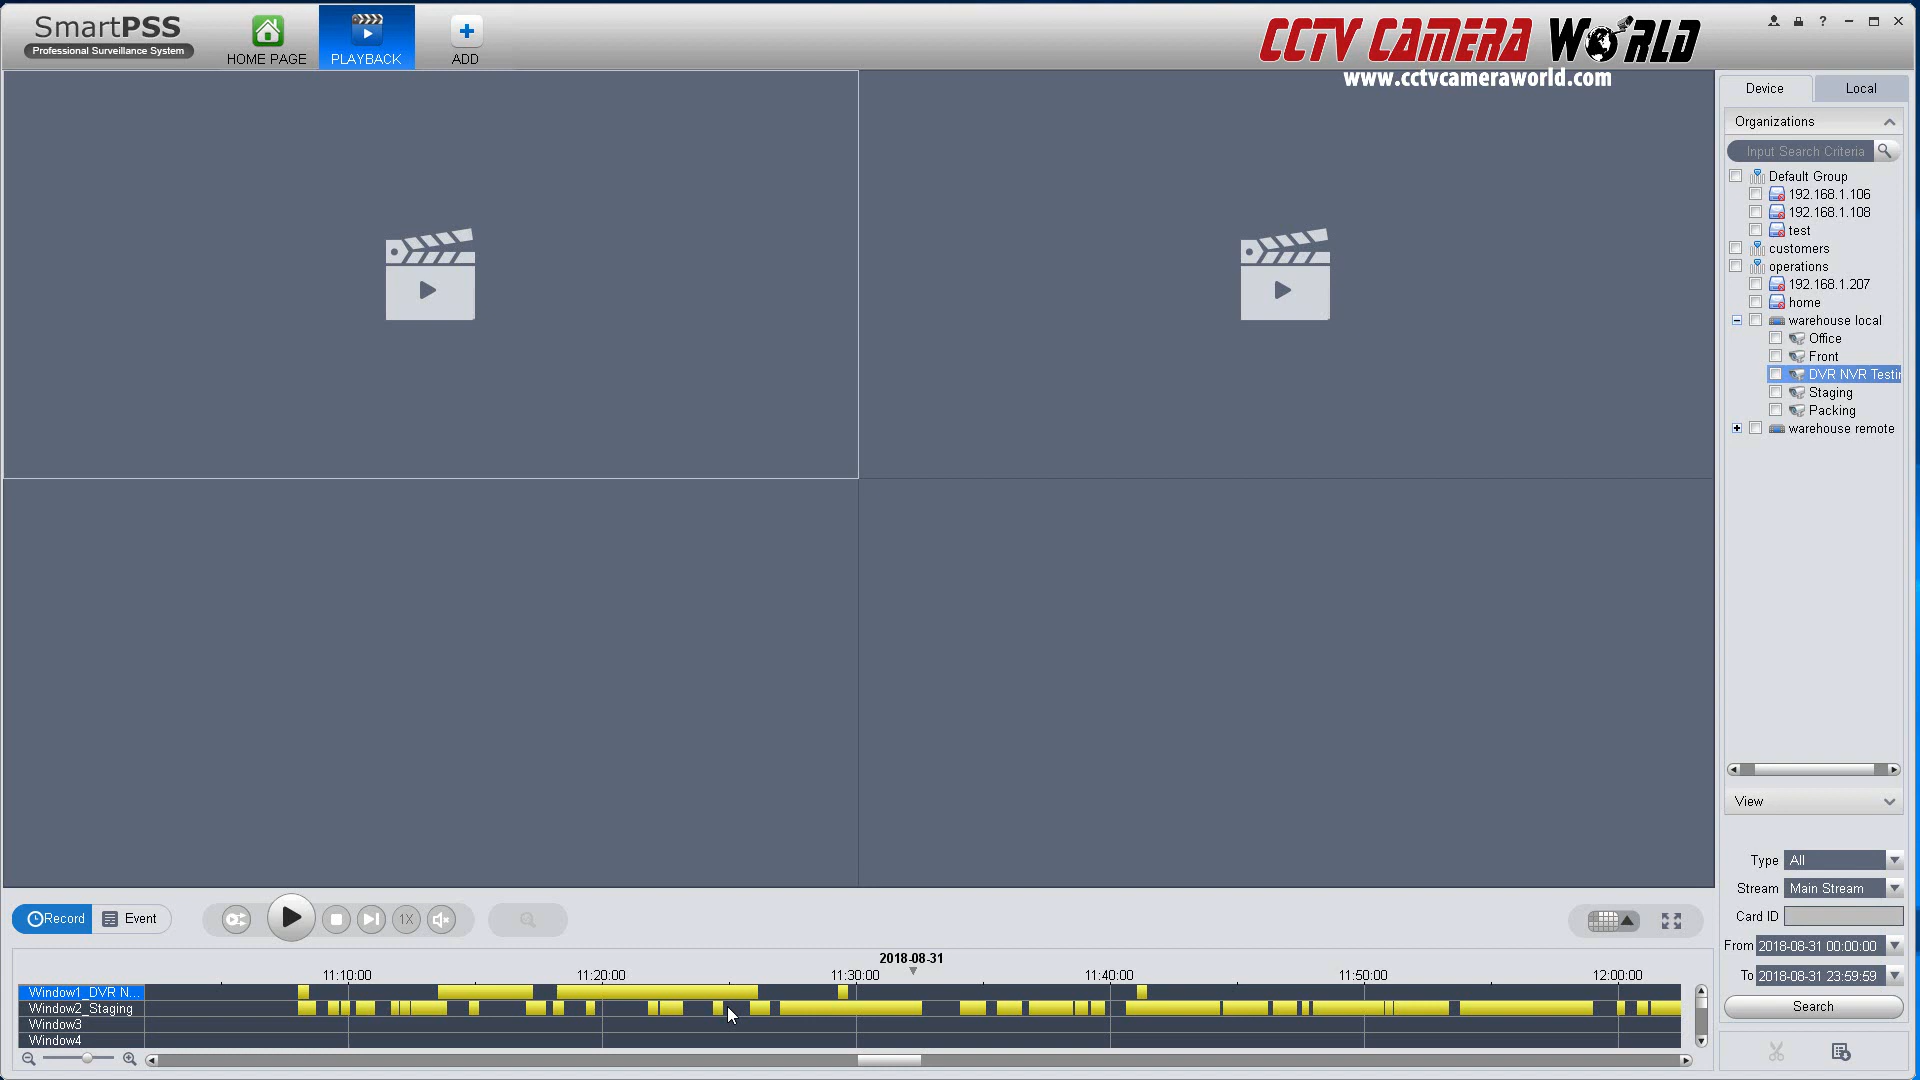 SmartPSS
Professional Surveillance System
HOME PAGE
PLAYBACK
ADD
CCTV CAMERA WORLD
www.cctvcameraworld.com
?
Device
Local
Organizations
Input Search Criteria
Default Group
192.168.1.106
192.168.1.108
test
customers
operations
192.168.1.207
home
warehouse local
Office
Front
DVR NVR Testin
Staging
Packing
warehouse remote
View
Type All
Stream Main Stream
Card ID
From 2018-08-31 00:00:00
To 2018-08-31 23:59:59
Search
Record
Event
1X
2018-08-31
11:10:00 11:20:00 11:30:00 11:40:00 11:50:00 12:00:00
Window1_DVR N...
Window2_Staging
Window3
Window4